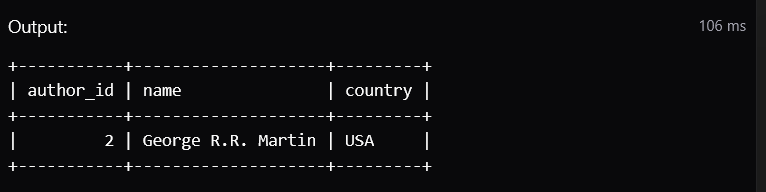 Output:
106 ms
+-----------+--------------------+---------+
| author_id | name               | country |
+-----------+--------------------+---------+
|         2 | George R.R. Martin | USA     |
+-----------+--------------------+---------+